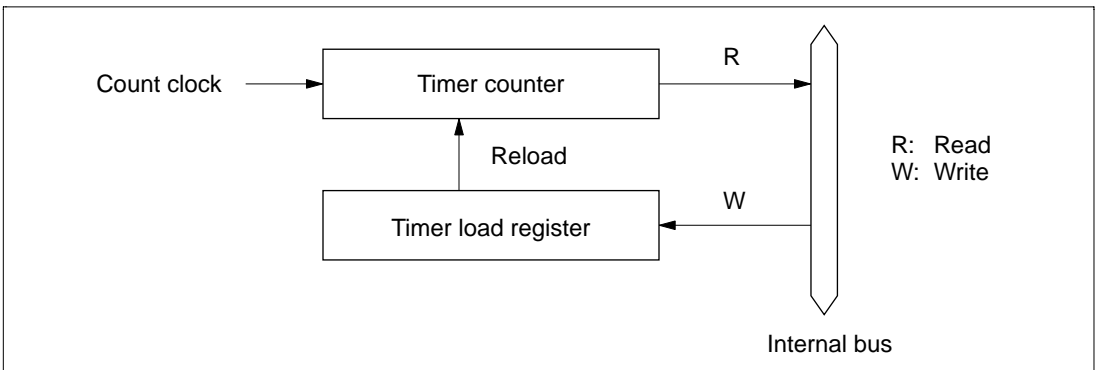 R
Count clock
Timer counter
Reload
R: Read
W: Write
W
Timer load register
Internal bus